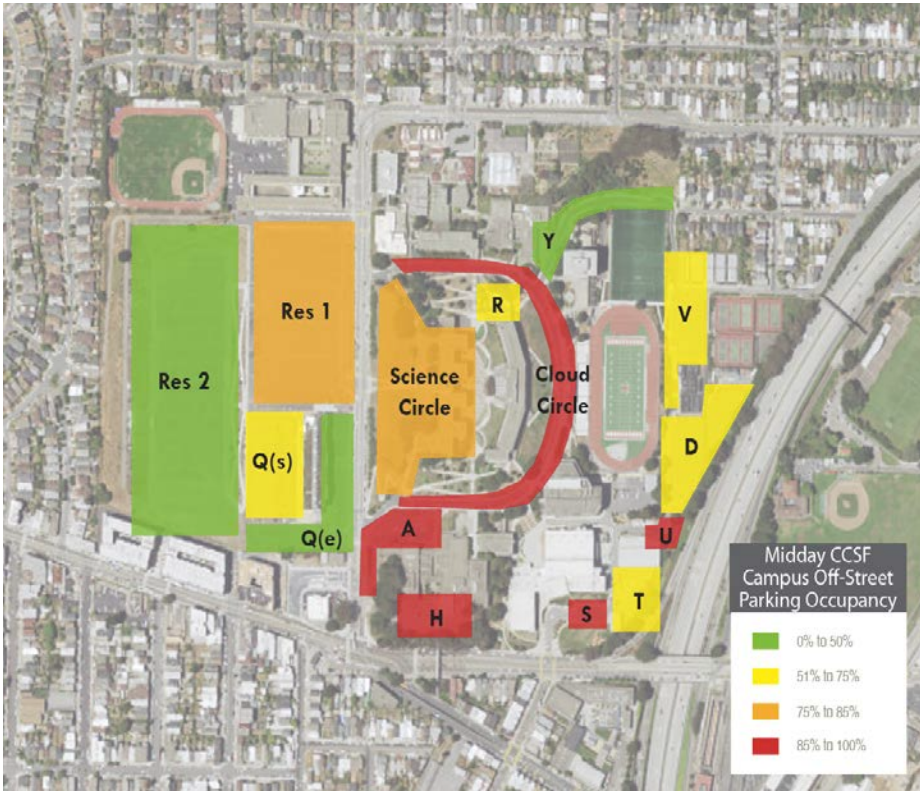 Y
Res 1
R
V
Res 2
Science
Circle
Cloud
Circle
Q(s)
D
Q(e)
A
U
H
S
T
Midday CCSF
Campus Off-Street
Parking Occupancy
0% to 50%
51% to 75%
75% to 85%
85% to 100%